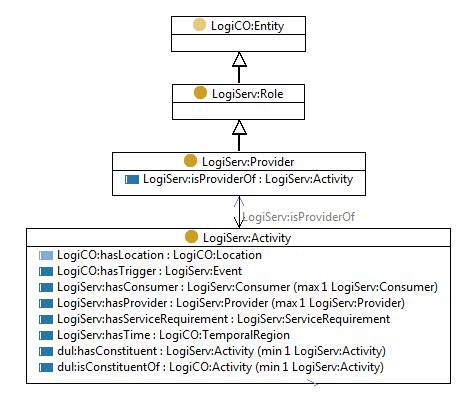 LogiCO:Entity
LogiServ:Role
LogiServ:Provider
LogiServ:isProviderOf : LogiServ:Activity
LogiServ:isProviderOf
LogiServ:Activity
LogiCO:hasLocation : LogiCO:Location
LogiCO:hasTrigger : LogiServ:Event
LogiServ:hasConsumer : LogiServ:Consumer (max 1 LogiServ:Consumer)
LogiServ:hasProvider : LogiServ:Provider (max 1 LogiServ:Provider)
LogiServ:hasServiceRequirement : LogiServ:ServiceRequirement
LogiServ:hasTime : LogiCO:TemporalRegion
dul:hasConstituent : LogiServ:Activity (min 1 LogiServ:Activity)
dul:isConstituentOf : LogiCO:Activity (min 1 LogiServ:Activity)